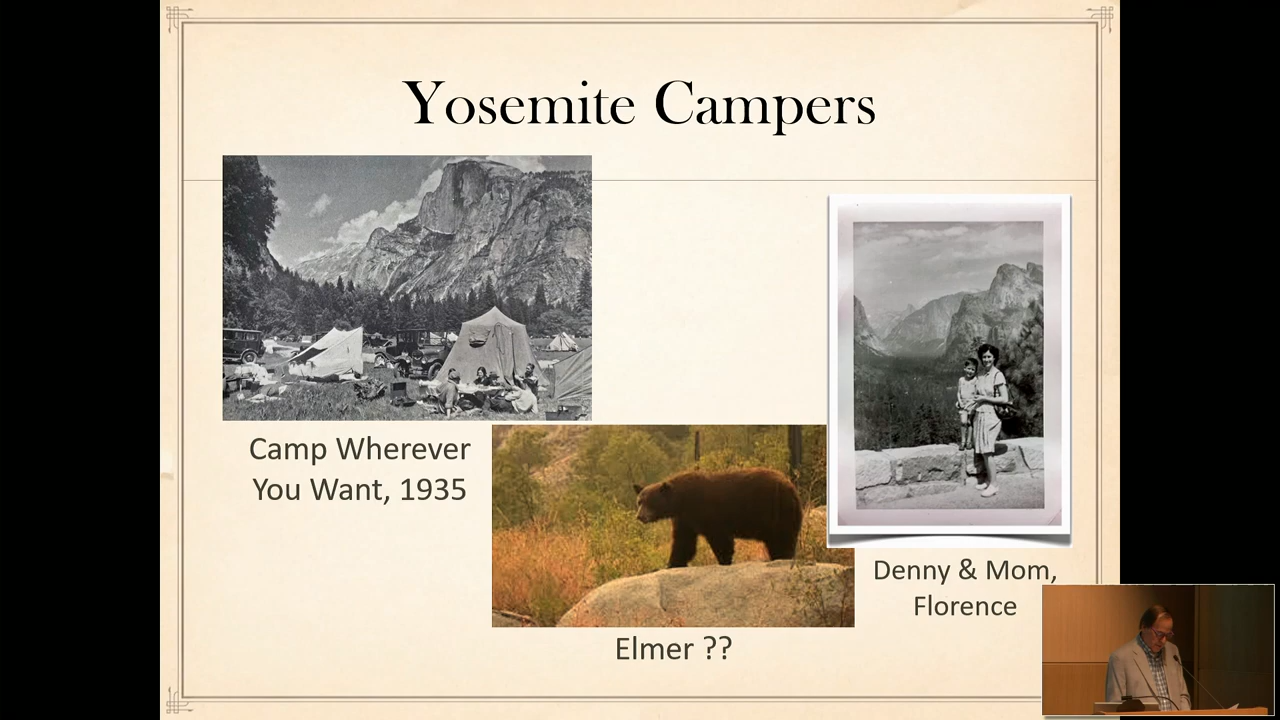 Yosemite Campers
Camp Wherever
You Want, 1935
Elmer ??
Denny & Mom,
Florence